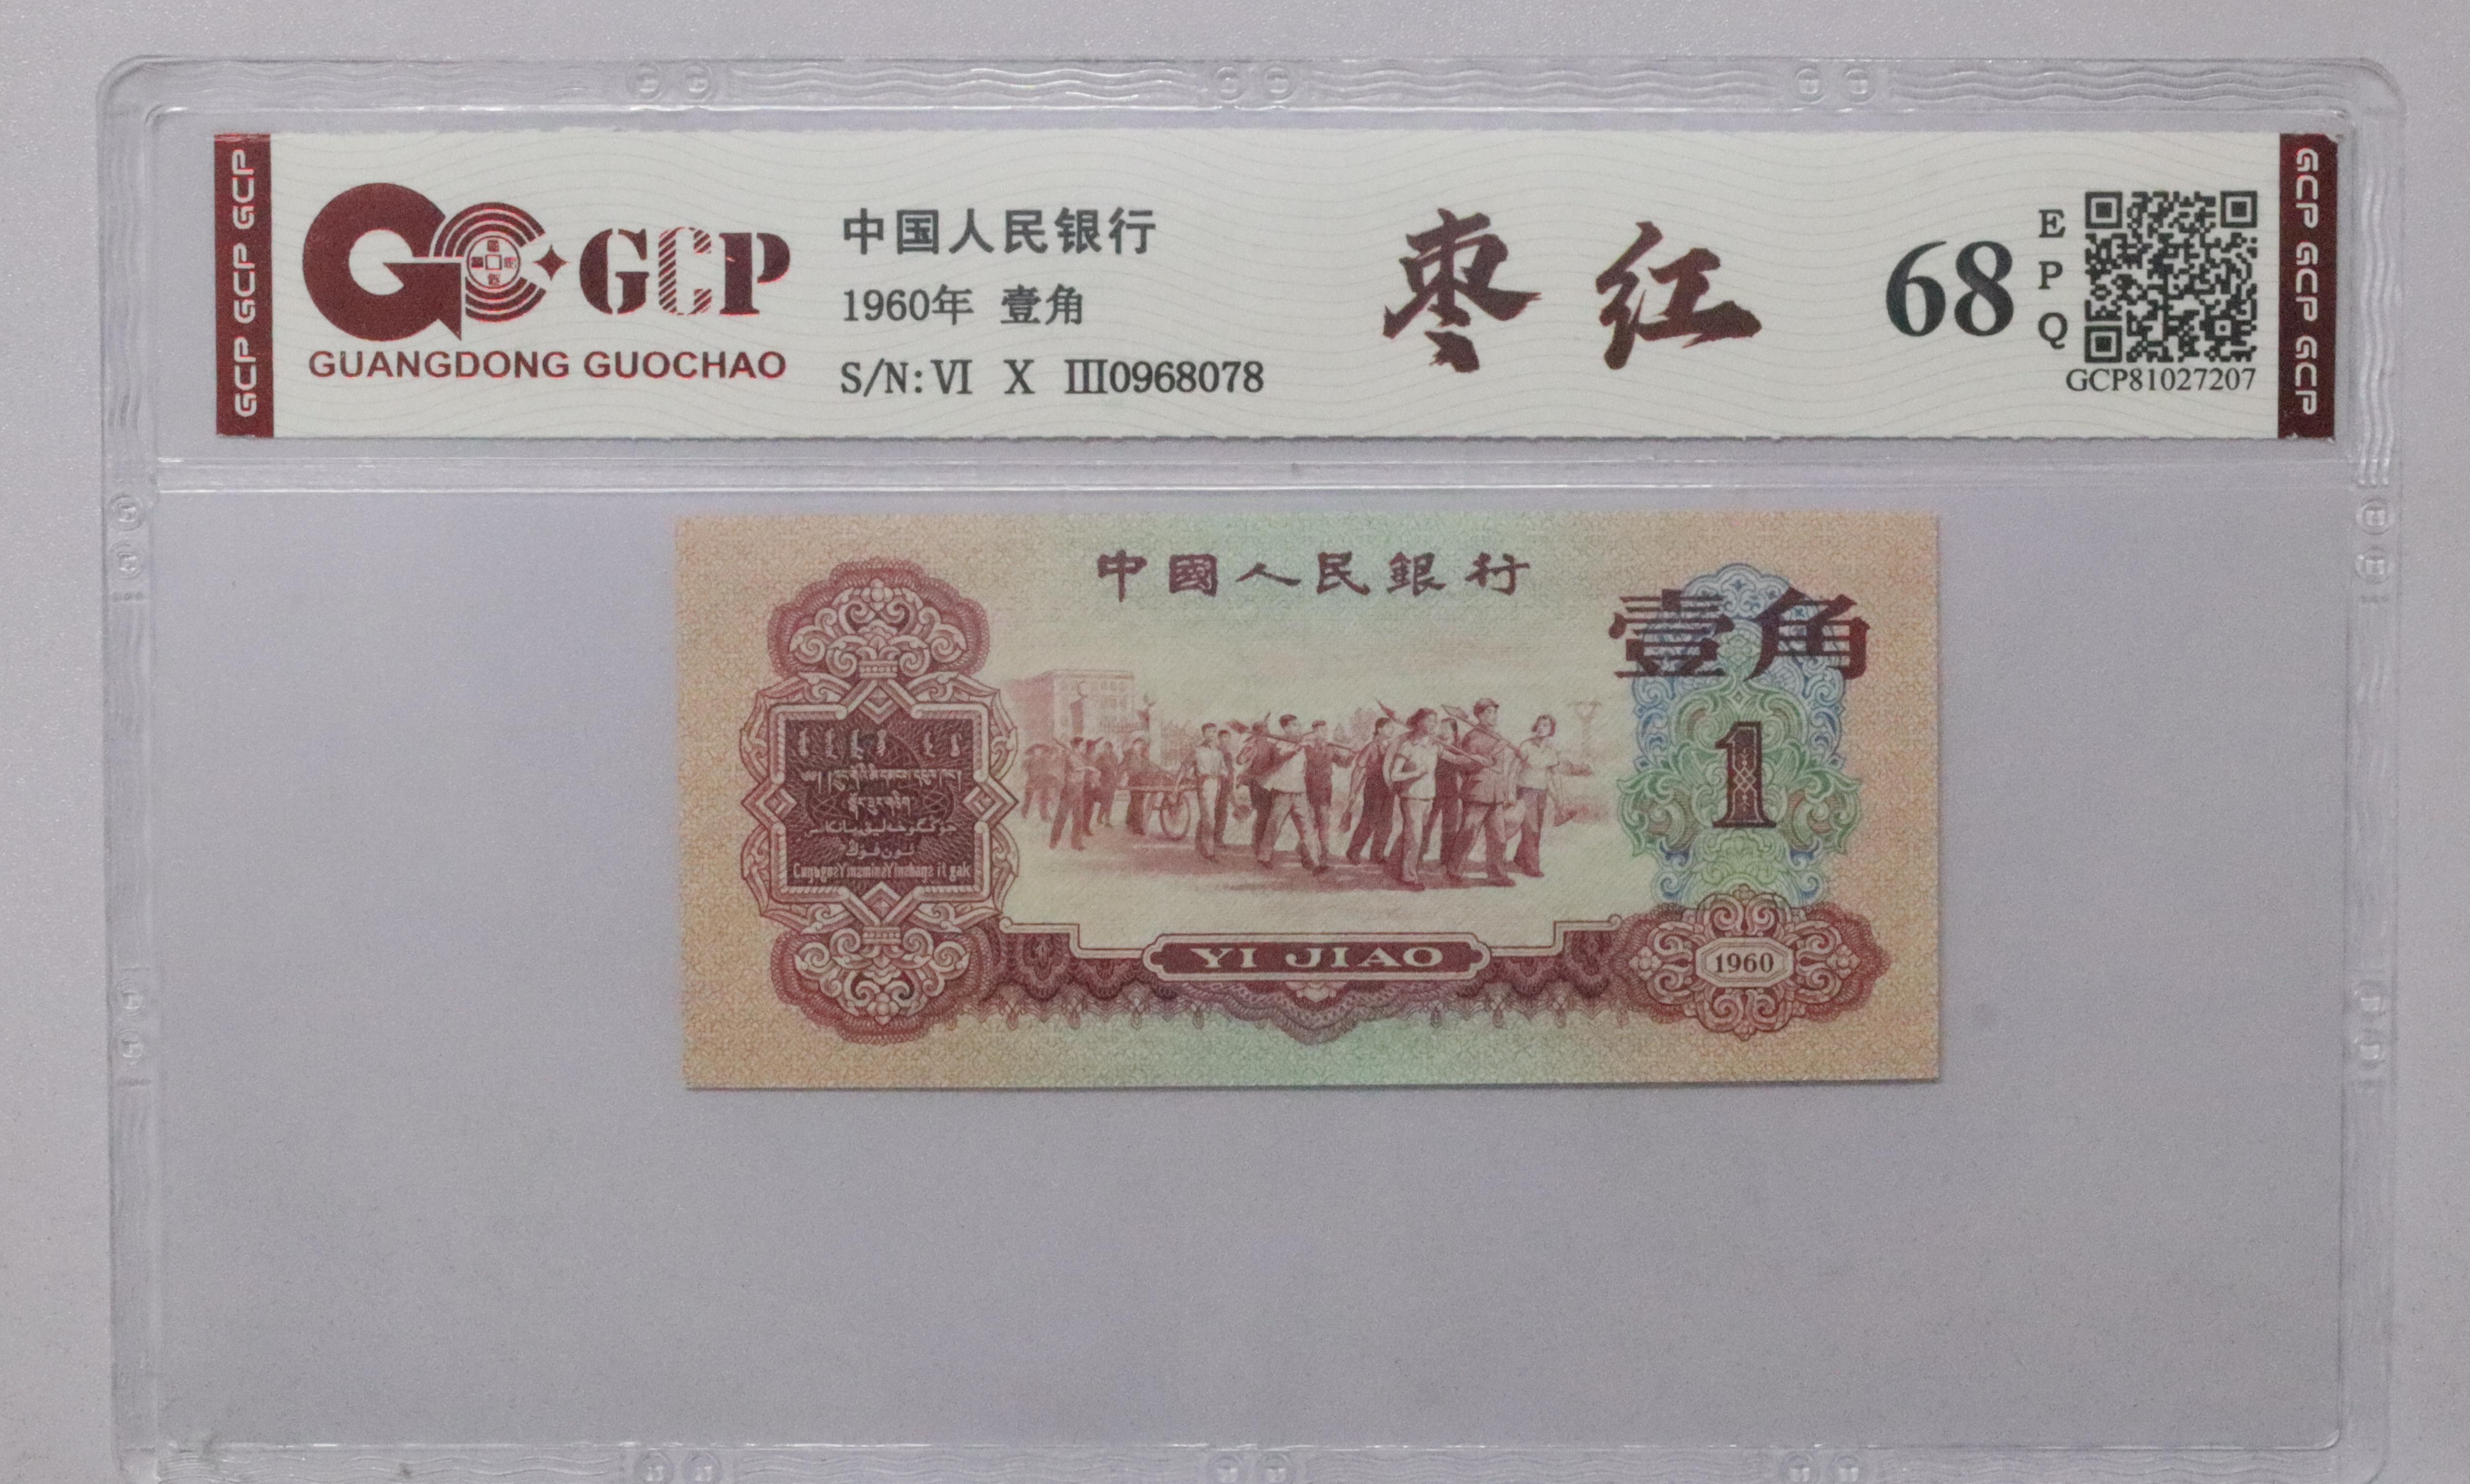 GCP GCP GCP
GCP
GUANGDONG GUOCHAO
中国人民银行
1960年 壹角
S/N: VI X III0968078
枣红
68
EPQ
GCP81027207
GCP GCP GCP
中國人民銀行
壹角
1
YI JIAO
1960